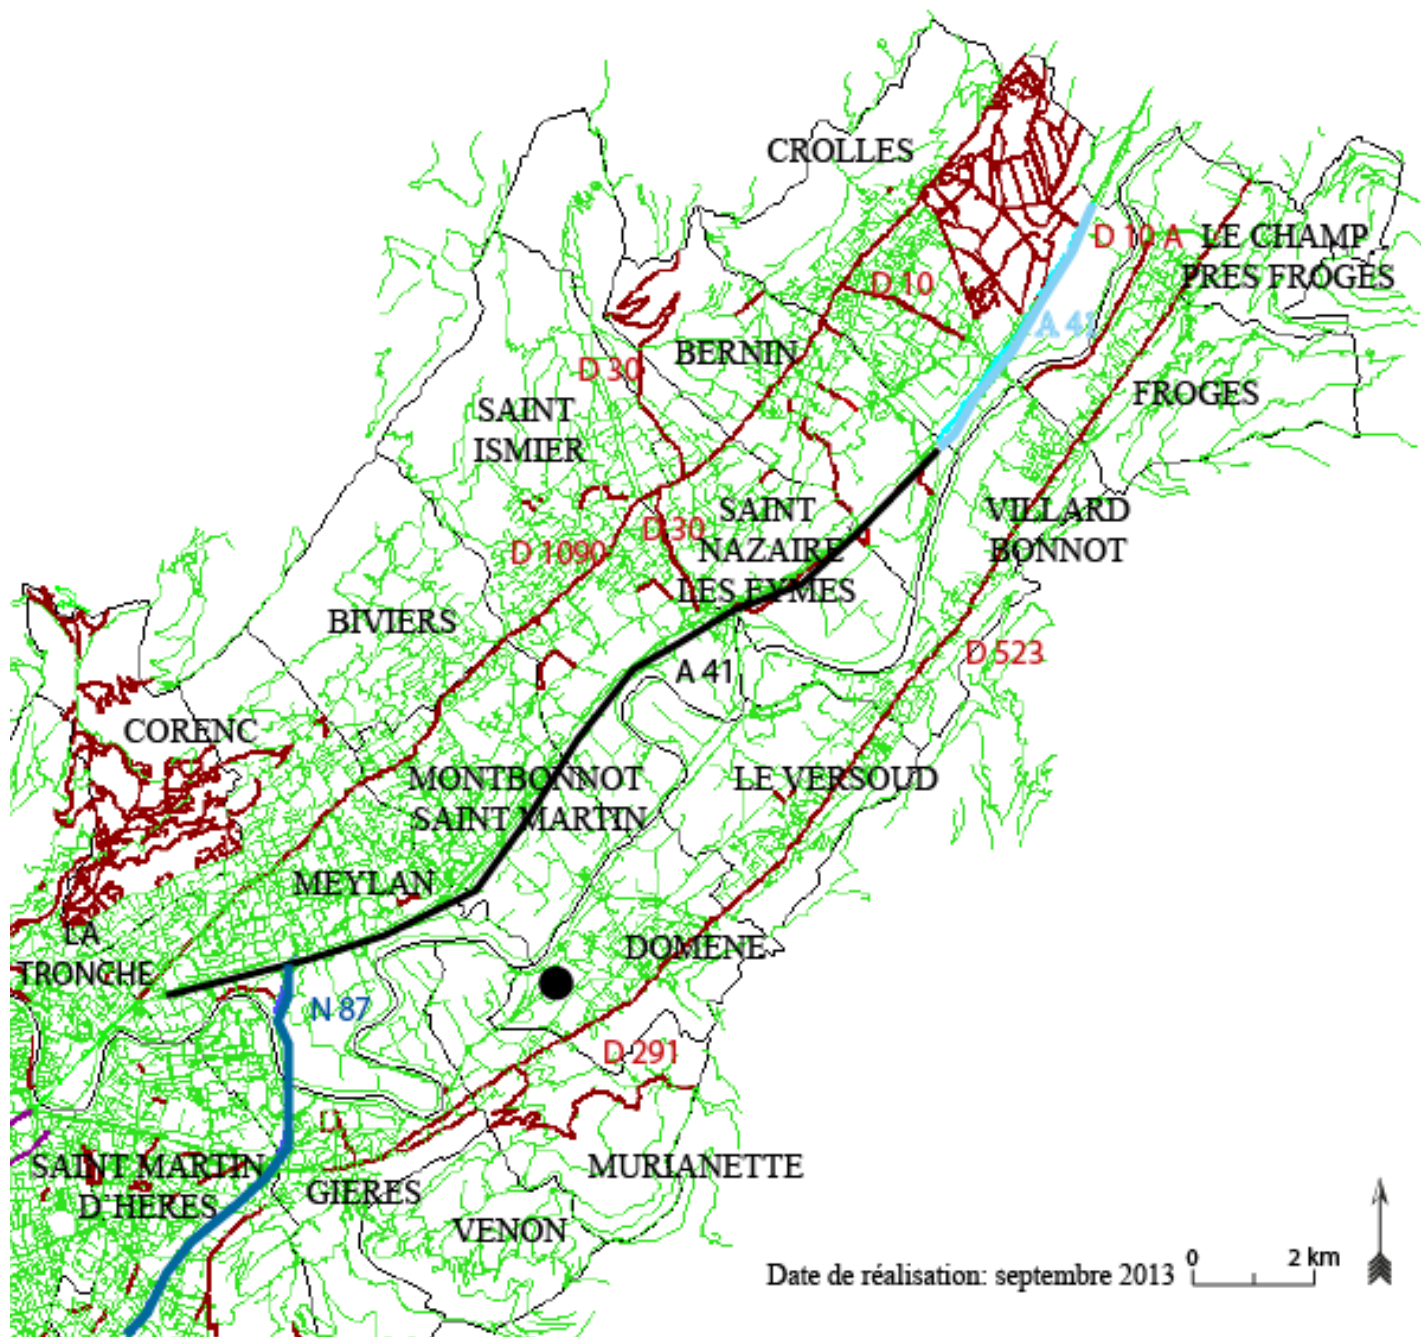 CROLLES
D 10 A
LE CHAMP
PRES FROGES
D 10
A 41
BERNIN
D 30
FROGES
SAINT
ISMIER
SAINT
NAZAIRE
LES EYMES
VILLARD
BONNOT
D 30
D 1090
BIVIERS
D 523
A 41
CORENC
MONTBONNOT
SAINT MARTIN
LE VERSOUD
MEYLAN
LA
TRONCHE
DOMENE
N 87
D 291
SAINT MARTIN
D'HERES
GIERES
MURIANETTE
VENON
Date de réalisation: septembre 2013
0 2 km